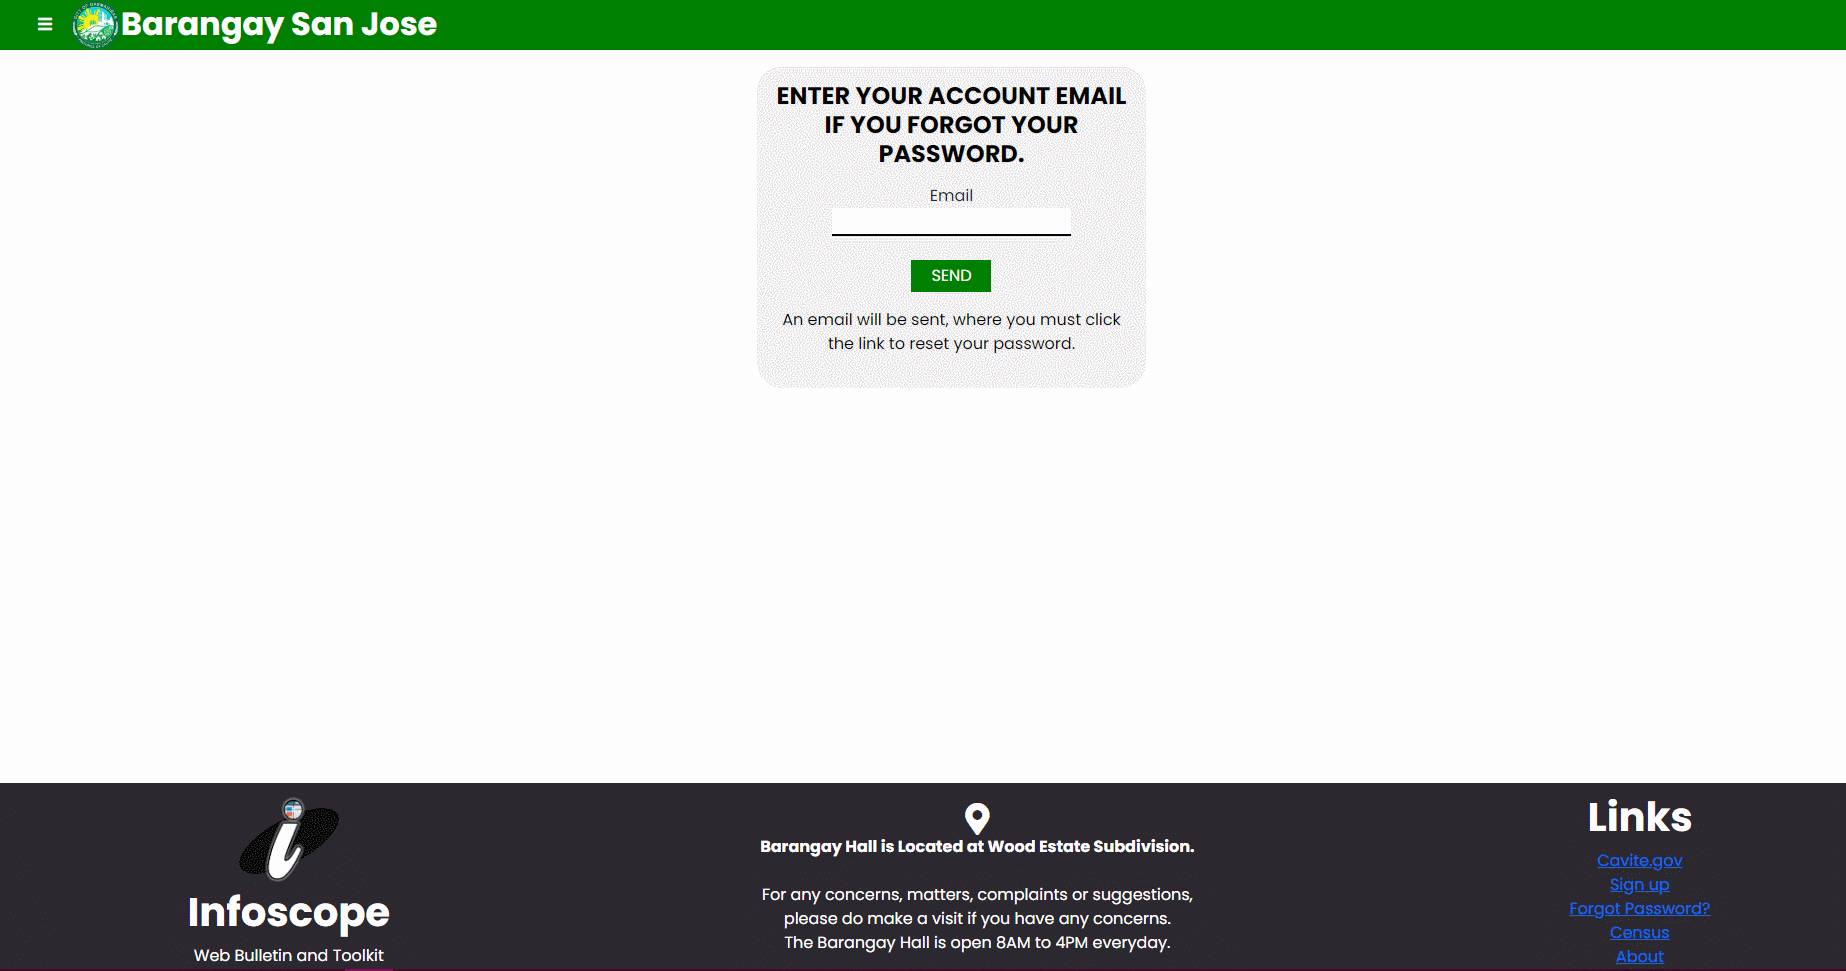 Barangay San Jose
ENTER YOUR ACCOUNT EMAIL
IF YOU FORGOT YOUR
PASSWORD.
Email
SEND
An email will be sent, where you must click
the link to reset your password.
Infoscope
Web Bulletin and Toolkit
Barangay Hall is Located at Wood Estate Subdivision.
For any concerns, matters, complaints or suggestions,
please do make a visit if you have any concerns.
The Barangay Hall is open 8AM to 4PM everyday.
Links
Cavite.gov
Sign up
Forgot Password?
Census
About